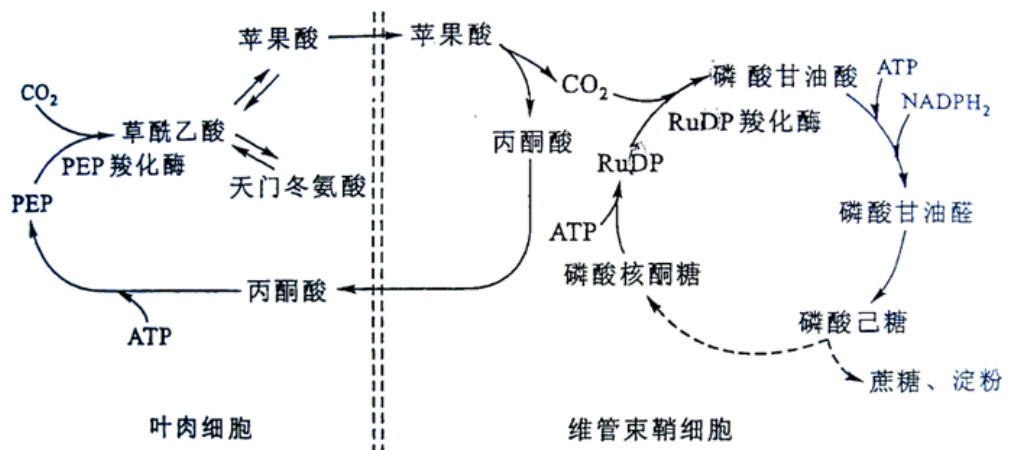 苹果酸
苹果酸
CO₂
草酰乙酸
PEP羧化酶
天门冬氨酸
PEP
丙酮酸
ATP
CO₂
丙酮酸
磷酸甘油酸
ATP
NADPH₂
RuDP羧化酶
RuDP
ATP
磷酸核酮糖
磷酸甘油醛
磷酸己糖
蔗糖、淀粉
叶肉细胞
维管束鞘细胞